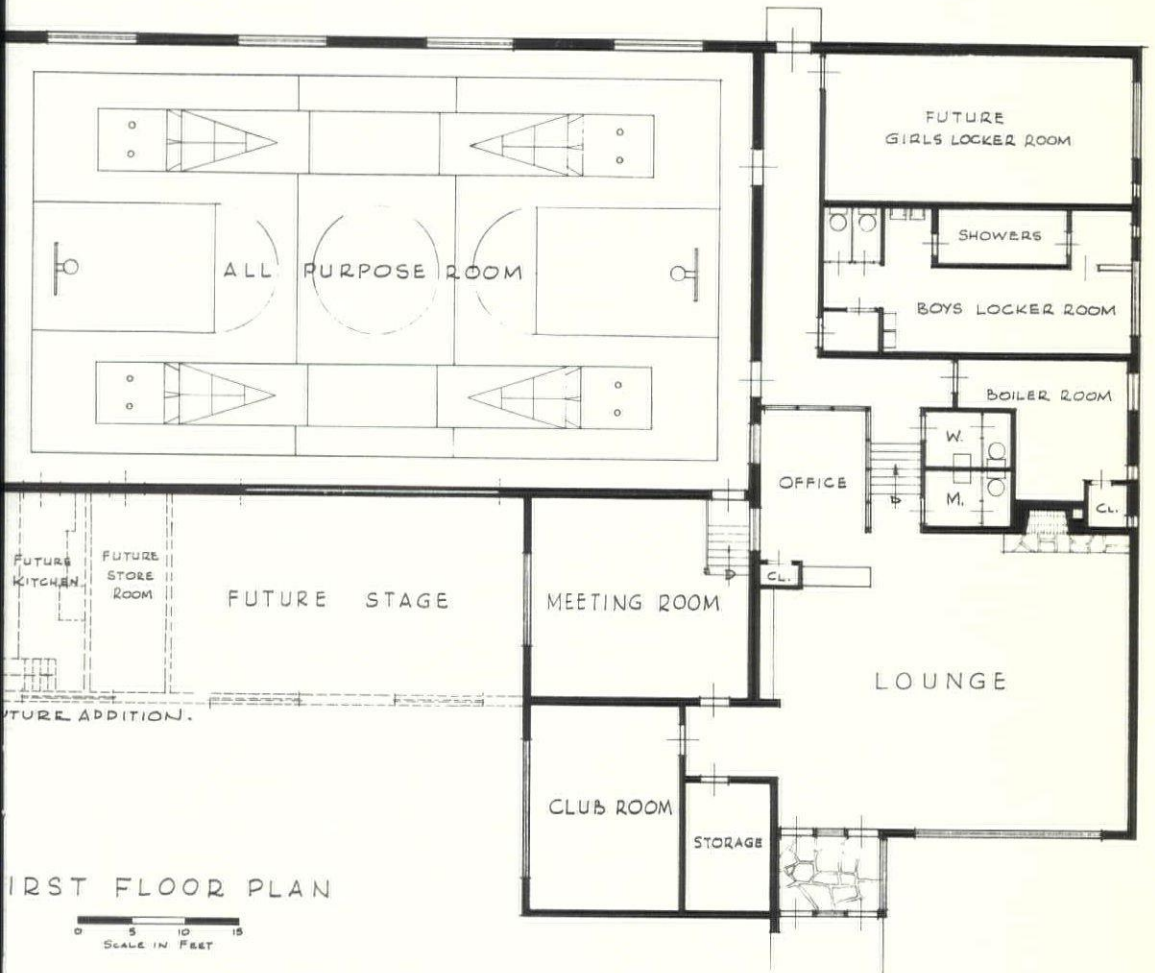 FUTURE
GIRLS LOCKER ROOM
SHOWERS
BOYS LOCKER ROOM
ALL PURPOSE ROOM
BOILER ROOM
W.
M.
OFFICE
CL.
D
FUTURE
KITCHEN
FUTURE
STORE
ROOM
FUTURE STAGE
MEETING ROOM
D
CL.
LOUNGE
UTURE ADDITION.
CLUB ROOM
STORAGE
IRST FLOOR PLAN
0 5 10 15
SCALE IN FEET